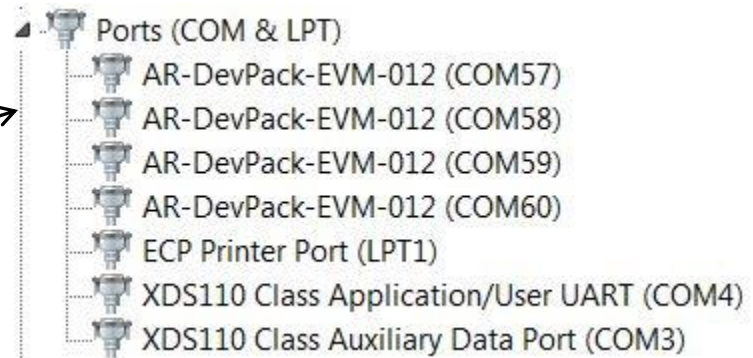 Ports (COM & LPT)
AR-DevPack-EVM-012 (COM57)
AR-DevPack-EVM-012 (COM58)
AR-DevPack-EVM-012 (COM59)
AR-DevPack-EVM-012 (COM60)
ECP Printer Port (LPT1)
XDS110 Class Application/User UART (COM4)
XDS110 Class Auxiliary Data Port (COM3)